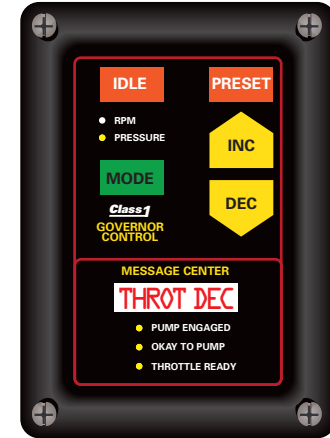 IDLE
PRESET
RPM
PRESSURE
INC
MODE
DEC
Class1
GOVERNOR
CONTROL
MESSAGE CENTER
THROT DEC
PUMP ENGAGED
OKAY TO PUMP
THROTTLE READY